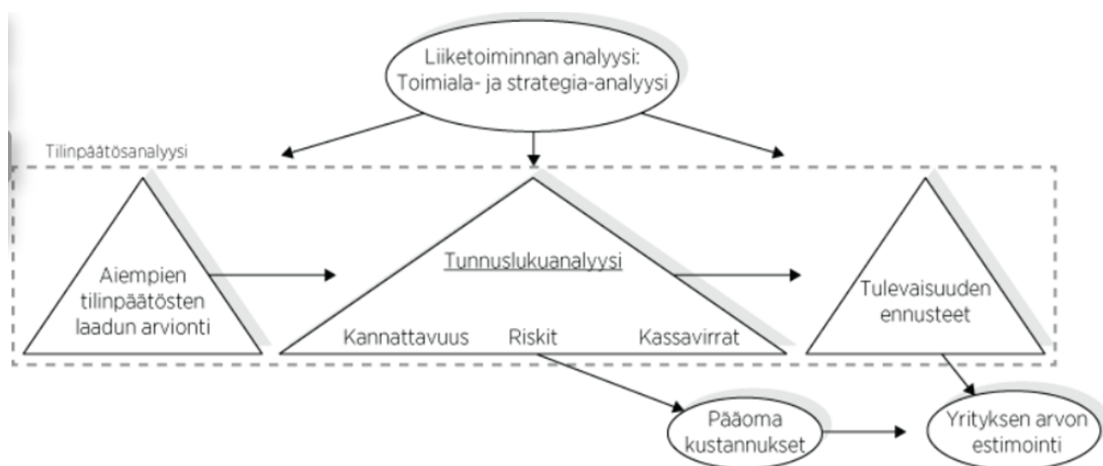 Liiketoiminnan analyysi:
Toimiala- ja strategia-analyysi
Tilinpäätösanalyysi
Aiempien
tilinpäätösten
laadun arviointi
Tunnuslukuanalyysi
Kannattavuus Riskit Kassavirrat
Tulevaisuuden
ennusteet
Pääoma
kustannukset
Yrityksen arvon
estimointi